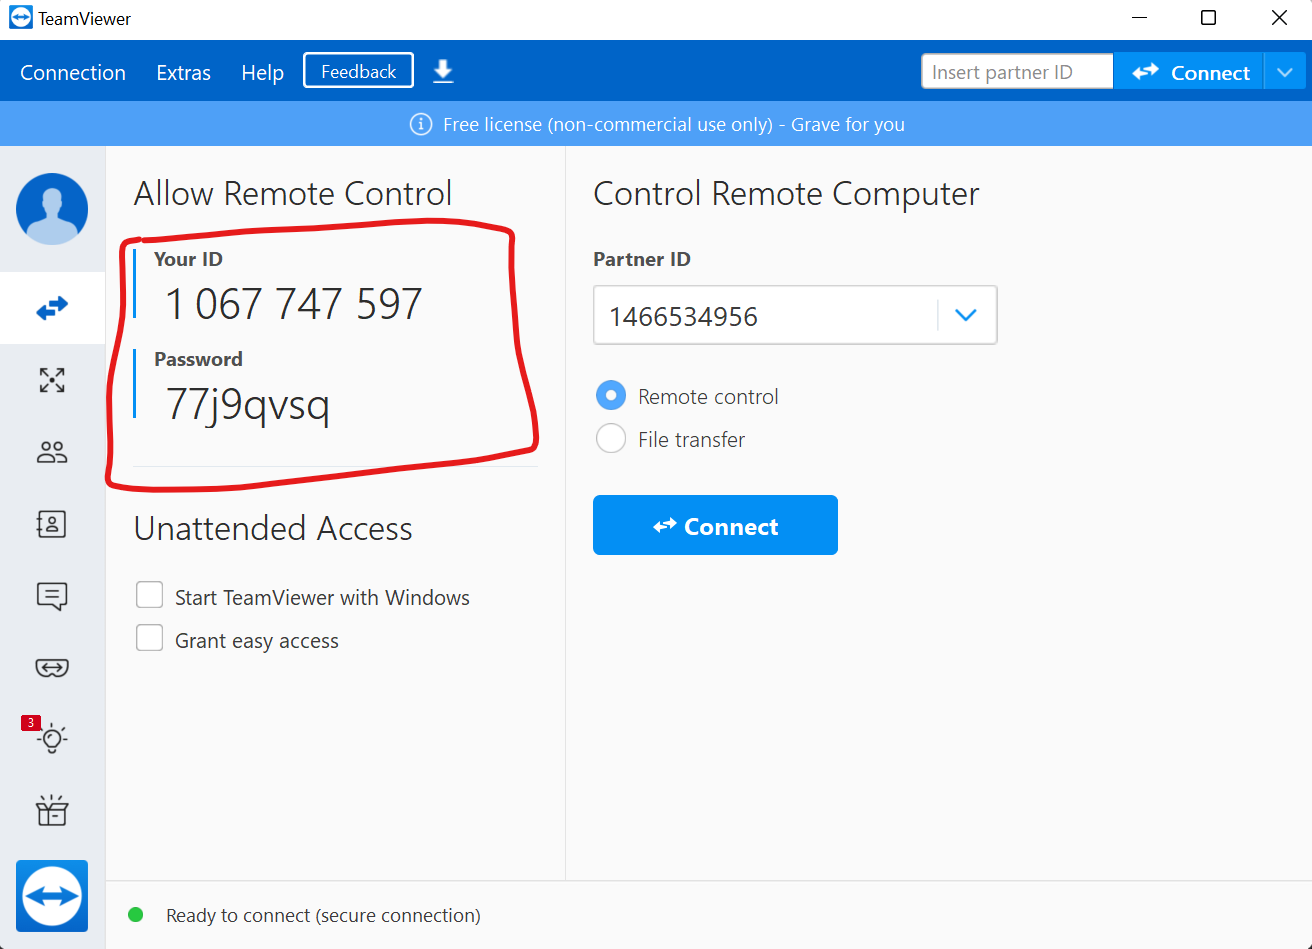 TeamViewer
Connection Extras Help Feedback Insert partner ID Connect
Free license (non-commercial use only) - Grave for you
Allow Remote Control
Your ID
1 067 747 597
Password
77j9qvsq
Unattended Access
Start TeamViewer with Windows
Grant easy access
Control Remote Computer
Partner ID
1466534956
Remote control
File transfer
Connect
3
Ready to connect (secure connection)